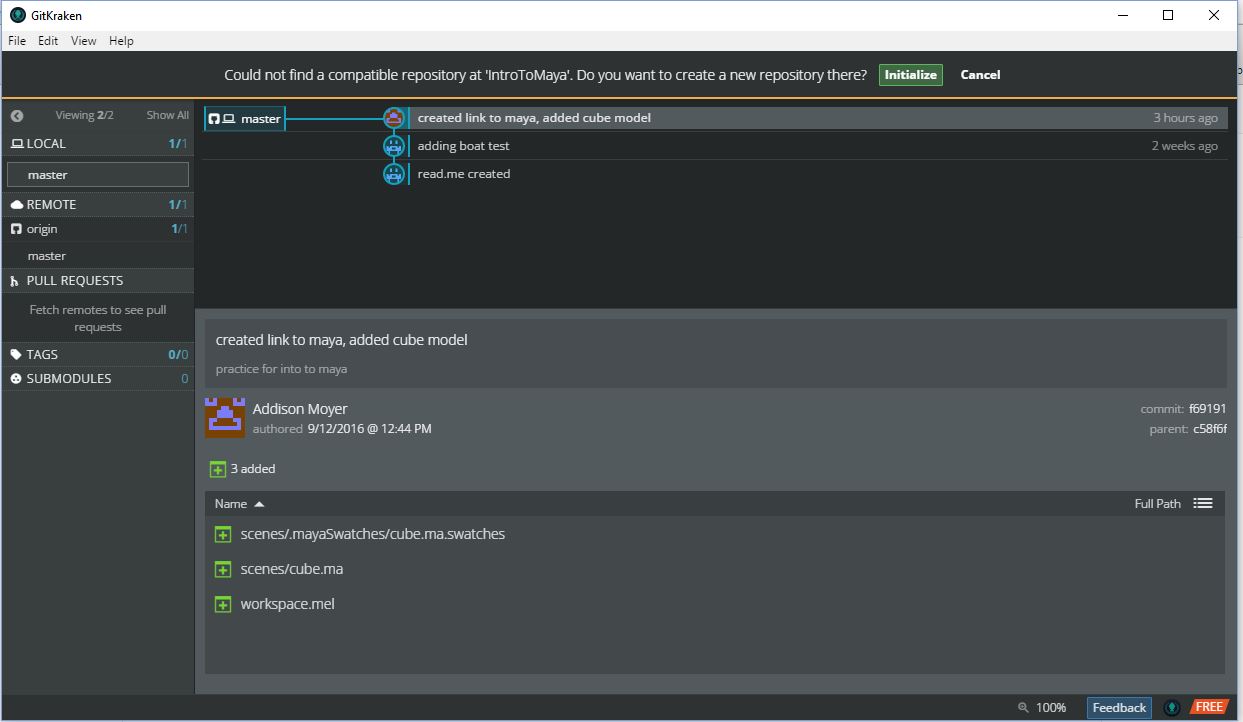 GitKraken
File Edit View Help
Could not find a compatible repository at 'IntroToMaya'. Do you want to create a new repository there? Initialize Cancel
Viewing 2/2 Show All
LOCAL 1/1
master
REMOTE 1/1
origin 1/1
master
PULL REQUESTS
Fetch remotes to see pull
requests
TAGS 0/0
SUBMODULES 0
master created link to maya, added cube model 3 hours ago
adding boat test 2 weeks ago
read.me created
created link to maya, added cube model
practice for into to maya
Addison Moyer commit: f69191
authored 9/12/2016 @ 12:44 PM parent: c58f6f
3 added
Name Full Path
scenes/.mayaSwatches/cube.ma.swatches
scenes/cube.ma
workspace.mel
100% Feedback FREE